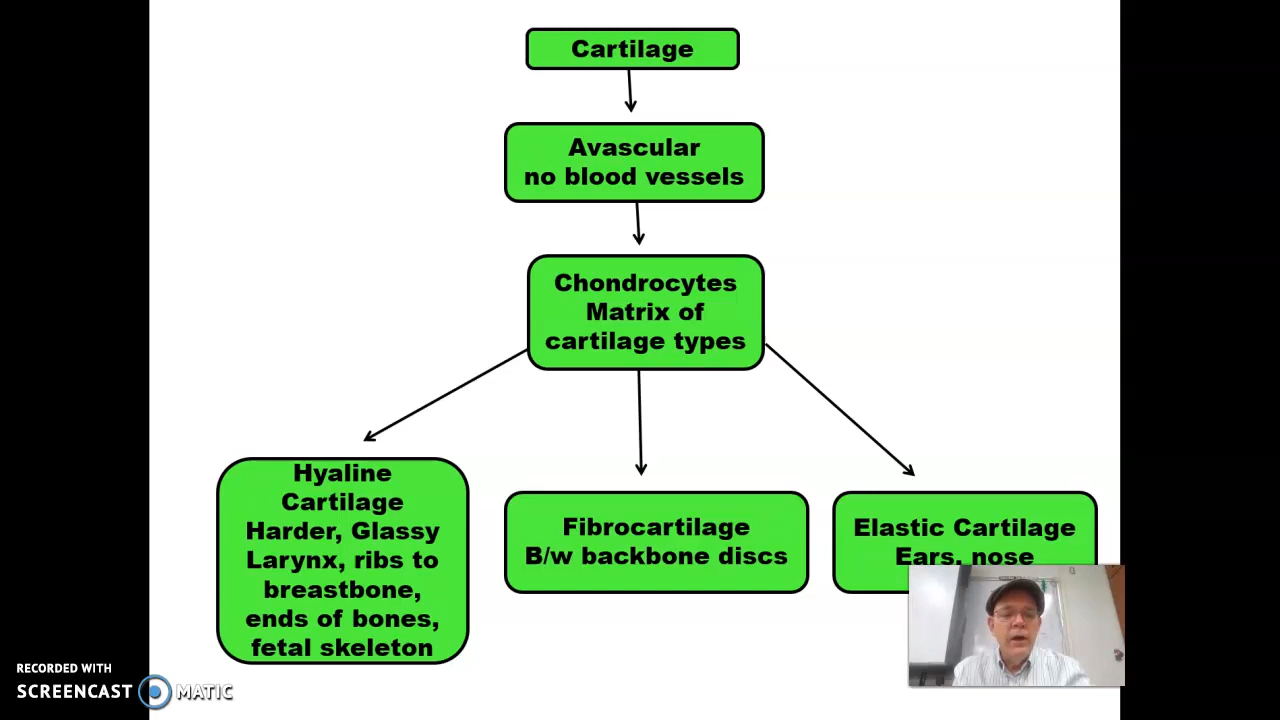 Cartilage
Avascular
no blood vessels
Chondrocytes
Matrix of
cartilage types
Hyaline
Cartilage
Harder, Glassy
Larynx, ribs to
breastbone,
ends of bones,
fetal skeleton
Fibrocartilage
B/w backbone discs
Elastic Cartilage
Ears, nose
RECORDED WITH
SCREENCAST MATIC